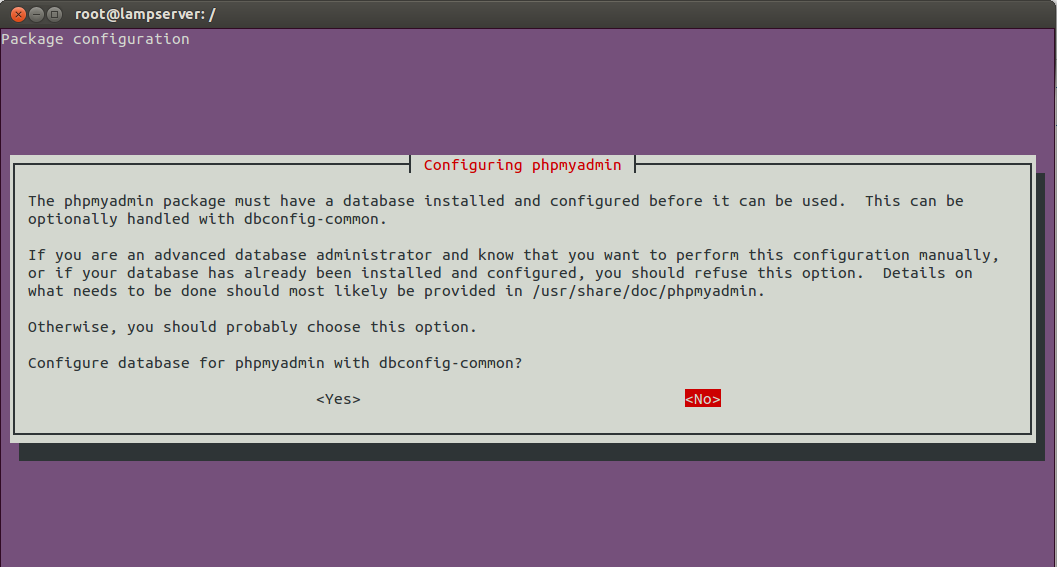 root@lampserver: /
Package configuration
Configuring phpmyadmin
The phpmyadmin package must have a database installed and configured before it can be used.  This can be
optionally handled with dbconfig-common.
If you are an advanced database administrator and know that you want to perform this configuration manually,
or if your database has already been installed and configured, you should refuse this option.  Details on
what needs to be done should most likely be provided in /usr/share/doc/phpmyadmin.
Otherwise, you should probably choose this option.
Configure database for phpmyadmin with dbconfig-common?
<Yes> <No>